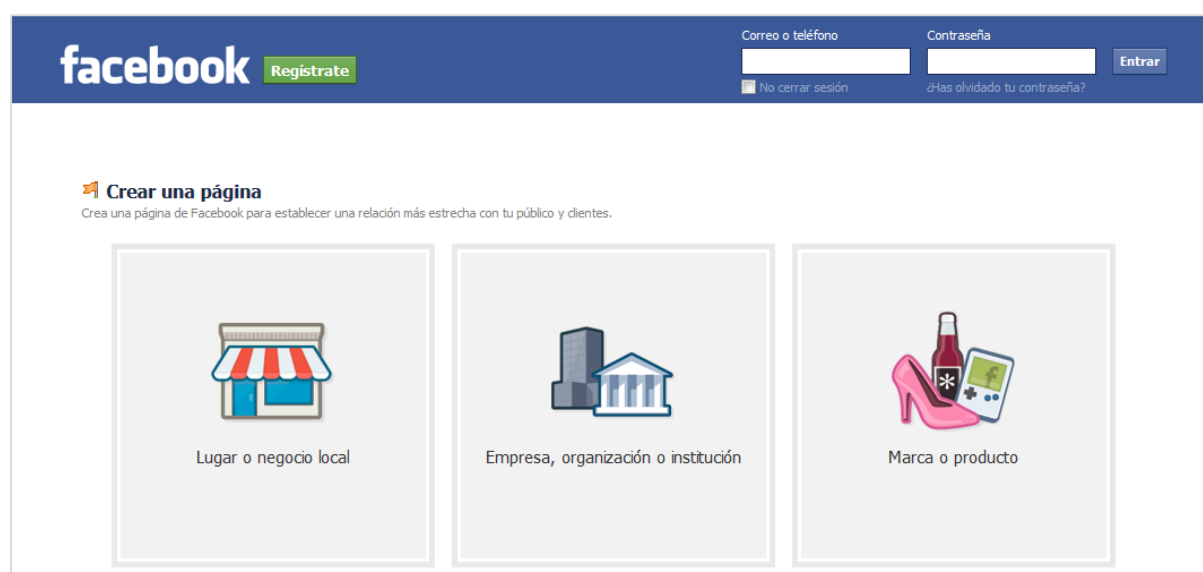 facebook Regístrate
Correo o teléfono Contraseña
Entrar
No cerrar sesión ¿Has olvidado tu contraseña?
Crear una página
Crea una página de Facebook para establecer una relación más estrecha con tu público y clientes.
Lugar o negocio local
Empresa, organización o institución
Marca o producto